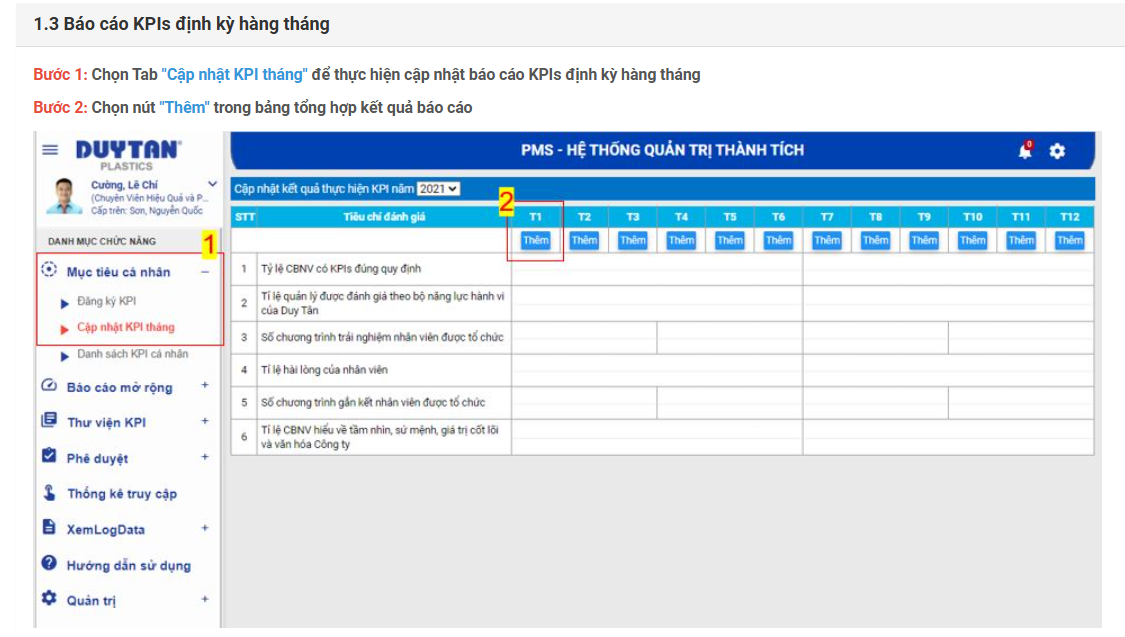 1.3 Báo cáo KPIs định kỳ hàng tháng
Bước 1: Chọn Tab "Cập nhật KPI tháng" để thực hiện cập nhật báo cáo KPIs định kỳ hàng tháng
Bước 2: Chọn nút "Thêm" trong bảng tổng hợp kết quả báo cáo
DUYTAN
PLASTICS
PMS - HỆ THỐNG QUẢN TRỊ THÀNH TÍCH
0
Cường, Lê Chí
(Chuyên Viên Hiệu Quả và P...
Cấp trên: Sơn, Nguyễn Quốc
DANH MỤC CHỨC NĂNG
1
Mục tiêu cá nhân
Đăng ký KPI
Cập nhật KPI tháng
Danh sách KPI cá nhân
Báo cáo mở rộng +
Thư viện KPI +
Phê duyệt +
Thống kê truy cập
XemLogData +
Hướng dẫn sử dụng
Quản trị +
Cập nhật kết quả thực hiện KPI năm 2021
2
STT Tiêu chí đánh giá T1 T2 T3 T4 T5 T6 T7 T8 T9 T10 T11 T12
Thêm Thêm Thêm Thêm Thêm Thêm Thêm Thêm Thêm Thêm Thêm Thêm
1 Tỷ lệ CBNV có KPIs đúng quy định
2 Tỉ lệ quản lý được đánh giá theo bộ năng lực hành vi
của Duy Tân
3 Số chương trình trải nghiệm nhân viên được tổ chức
4 Tỉ lệ hài lòng của nhân viên
5 Số chương trình gắn kết nhân viên được tổ chức
6 Tỉ lệ CBNV hiểu về tầm nhìn, sứ mệnh, giá trị cốt lõi
và văn hóa Công ty